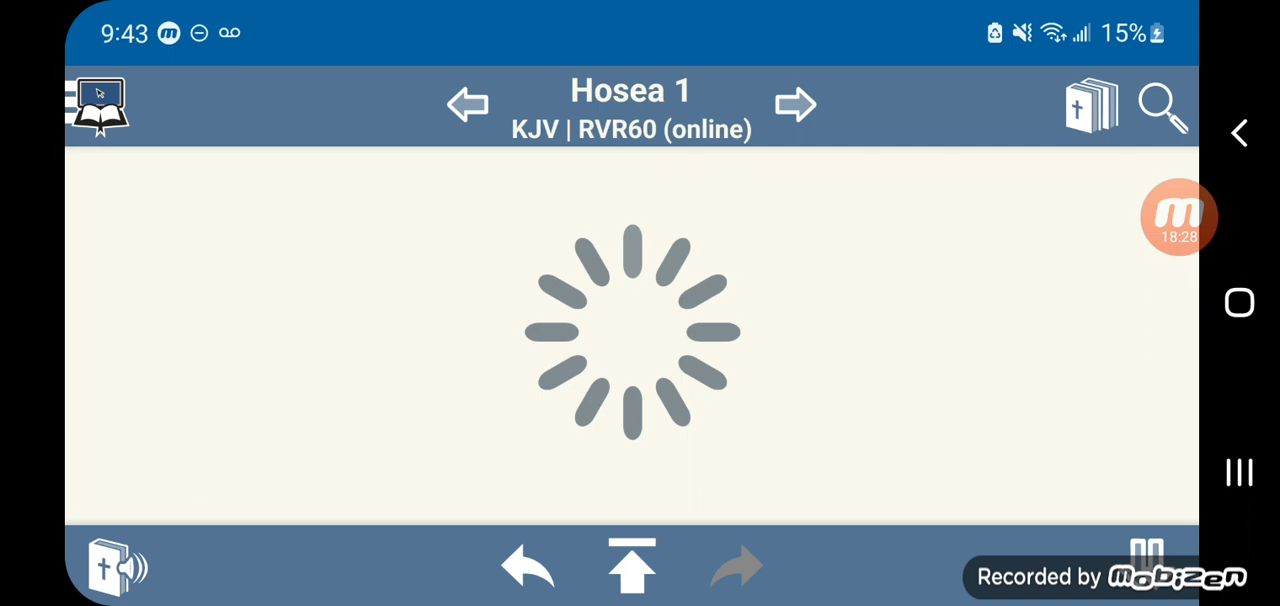 9:43
15%
Hosea 1
KJV | RVR60 (online)
18:28
Recorded by Mobizen